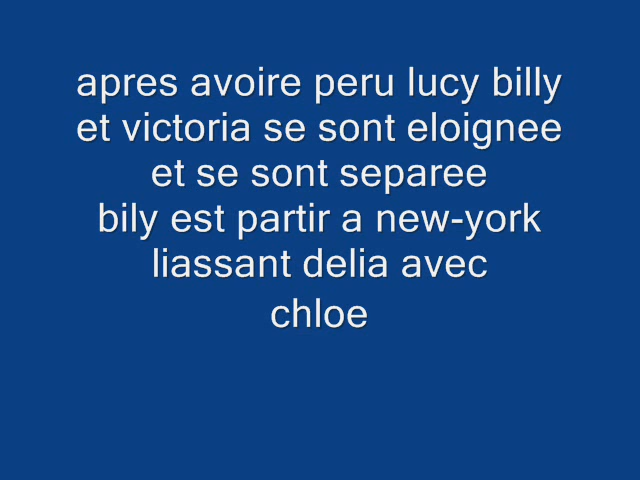 apres avoire peru lucy billy
et victoria se sont eloignee
et se sont separee
bily est partir a new-york
liassant delia avec
chloe